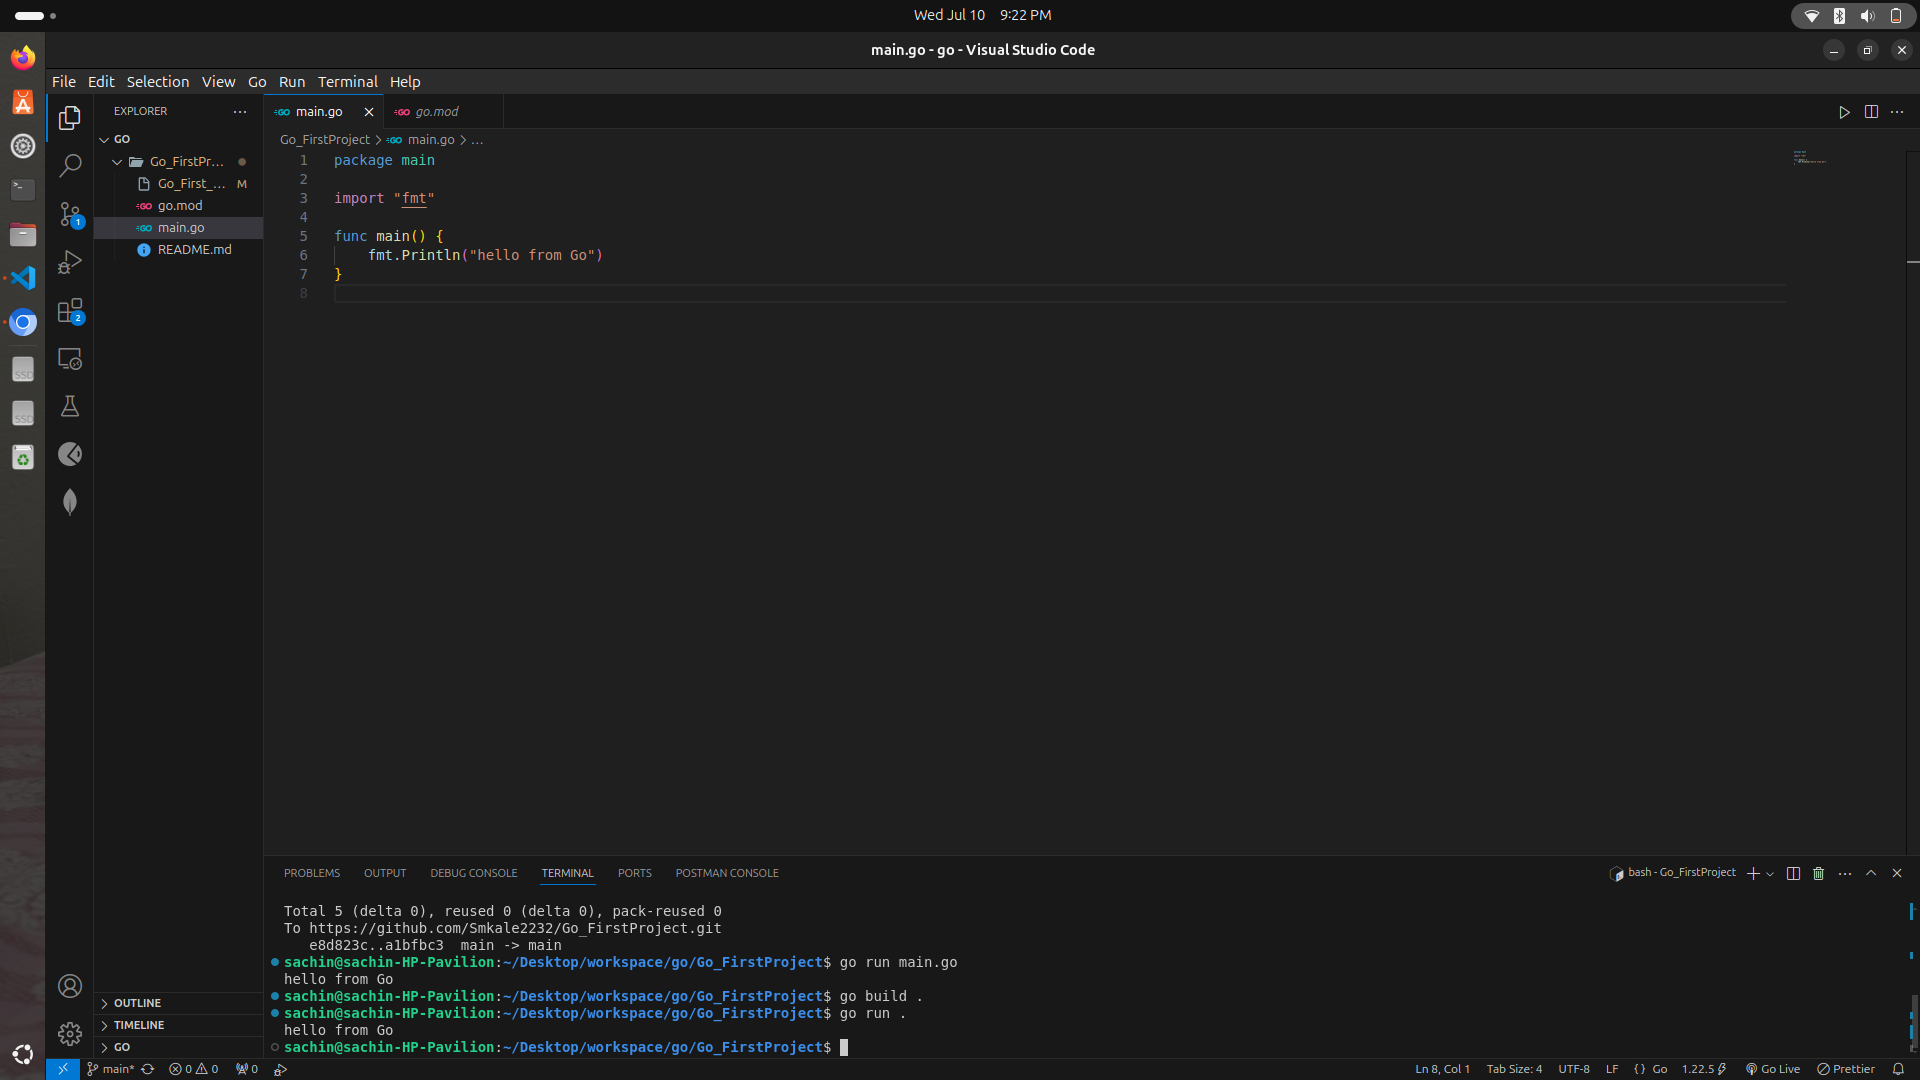 Wed Jul 10 9:22 PM
main.go - go - Visual Studio Code
File Edit Selection View Go Run Terminal Help
EXPLORER
main.go
go.mod
GO
Go_FirstProject > main.go > ...
Go_FirstPr...
Go_First_... M
go.mod
main.go
README.md
1 package main
2
3 import "fmt"
4
5 func main() {
6 fmt.Println("hello from Go")
7 }
8
1
2
SSD
SSD
PROBLEMS OUTPUT DEBUG CONSOLE TERMINAL PORTS POSTMAN CONSOLE
bash - Go_FirstProject
Total 5 (delta 0), reused 0 (delta 0), pack-reused 0
To https://github.com/Smkale2232/Go_FirstProject.git
e8d823c..a1bfbc3 main -> main
sachin@sachin-HP-Pavilion:~/Desktop/workspace/go/Go_FirstProject$ go run main.go
hello from Go
sachin@sachin-HP-Pavilion:~/Desktop/workspace/go/Go_FirstProject$ go build .
sachin@sachin-HP-Pavilion:~/Desktop/workspace/go/Go_FirstProject$ go run .
hello from Go
sachin@sachin-HP-Pavilion:~/Desktop/workspace/go/Go_FirstProject$
OUTLINE
TIMELINE
GO
main* 0 0 0 Ln 8, Col 1 Tab Size: 4 UTF-8 LF {} Go 1.22.5 Go Live Prettier